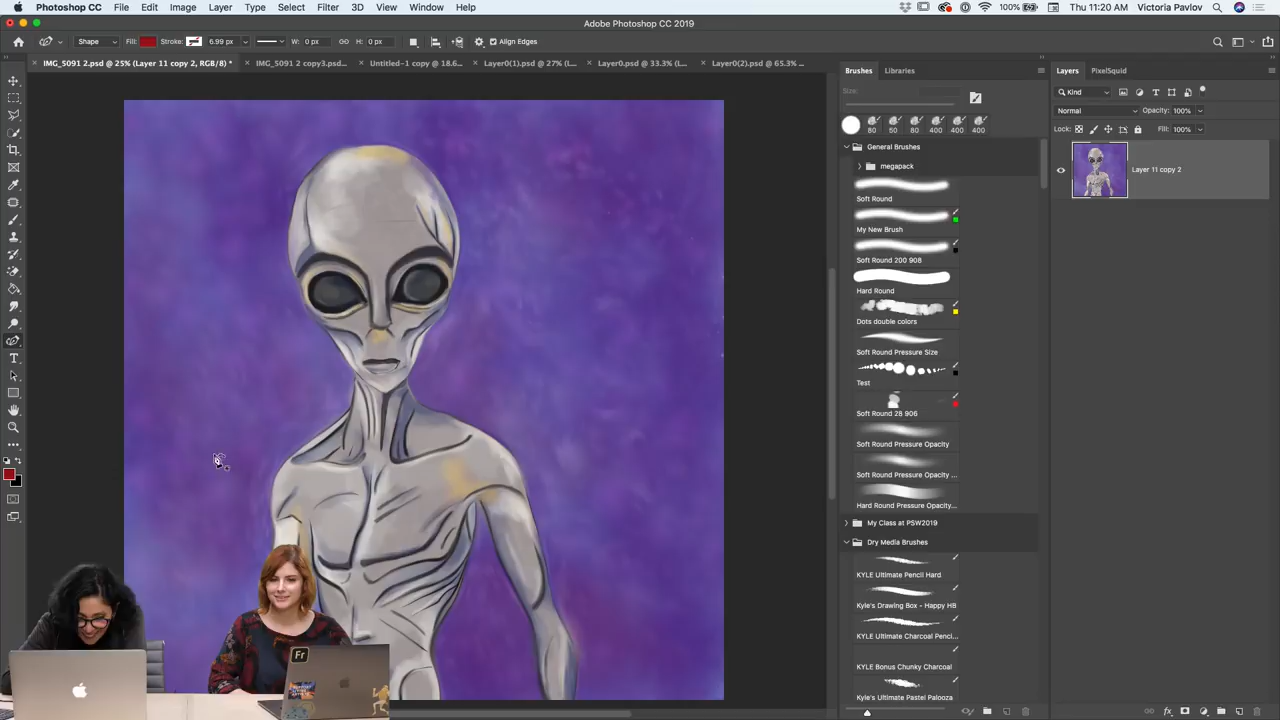 Photoshop CC File Edit Image Layer Type Select Filter 3D View Window Help 100% Thu 11:20 AM Victoria Pavlov
Adobe Photoshop CC 2019
Shape Fill: Stroke: 6.99 px W: 0 px H: 0 px Align Edges
IMG_5091 2.psd @ 25% (Layer 11 copy 2, RGB/8) * IMG_5091 2 copy3.psd... Untitled-1 copy @ 18.6... Layer0(1).psd @ 27% (L... Layer0.psd @ 33.3% (L... Layer0(2).psd @ 65.3% ...
Brushes Libraries
Size:
80 50 80 400 400 400
General Brushes
megapack
Soft Round
My New Brush
Soft Round 200 908
Hard Round
Dots double colors
Soft Round Pressure Size
Test
Soft Round 28 906
Soft Round Pressure Opacity
Soft Round Pressure Opacity ...
Hard Round Pressure Opacity...
My Class at PSW2019
Dry Media Brushes
KYLE Ultimate Pencil Hard
Kyle's Drawing Box - Happy HB
KYLE Ultimate Charcoal Penci...
KYLE Bonus Chunky Charcoal
Kyle's Ultimate Pastel Palooza
Layers PixelSquid
Kind
Normal Opacity: 100%
Lock: Fill: 100%
Layer 11 copy 2
Fr